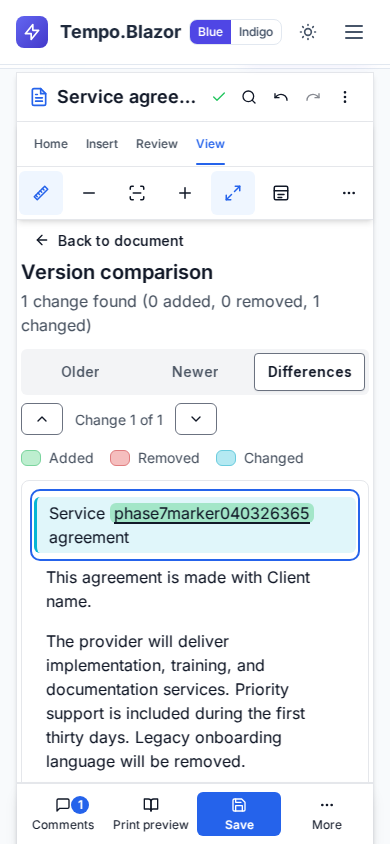 Tempo.Blazor
Blue
Indigo
Service agree...
Home
Insert
Review
View
Back to document
Version comparison
1 change found (0 added, 0 removed, 1
changed)
Older
Newer
Differences
Change 1 of 1
Added
Removed
Changed
Service phase7marker040326365
agreement
This agreement is made with Client
name.
The provider will deliver
implementation, training, and
documentation services. Priority
support is included during the first
thirty days. Legacy onboarding
language will be removed.
1
Comments
Print preview
Save
More